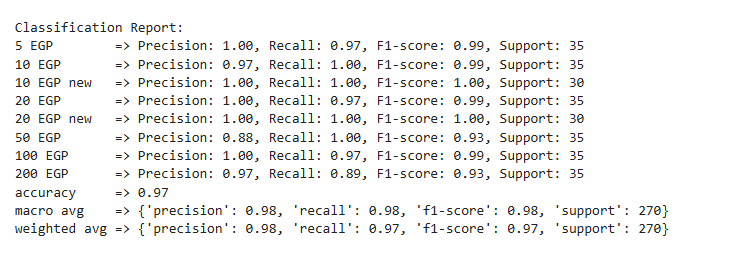 Classification Report:
5 EGP        => Precision: 1.00, Recall: 0.97, F1-score: 0.99, Support: 35
10 EGP       => Precision: 0.97, Recall: 1.00, F1-score: 0.99, Support: 35
10 EGP new   => Precision: 1.00, Recall: 1.00, F1-score: 1.00, Support: 30
20 EGP       => Precision: 1.00, Recall: 0.97, F1-score: 0.99, Support: 35
20 EGP new   => Precision: 1.00, Recall: 1.00, F1-score: 1.00, Support: 30
50 EGP       => Precision: 0.88, Recall: 1.00, F1-score: 0.93, Support: 35
100 EGP      => Precision: 1.00, Recall: 0.97, F1-score: 0.99, Support: 35
200 EGP      => Precision: 0.97, Recall: 0.89, F1-score: 0.93, Support: 35
accuracy     => 0.97
macro avg    => {'precision': 0.98, 'recall': 0.98, 'f1-score': 0.98, 'support': 270}
weighted avg => {'precision': 0.98, 'recall': 0.97, 'f1-score': 0.97, 'support': 270}